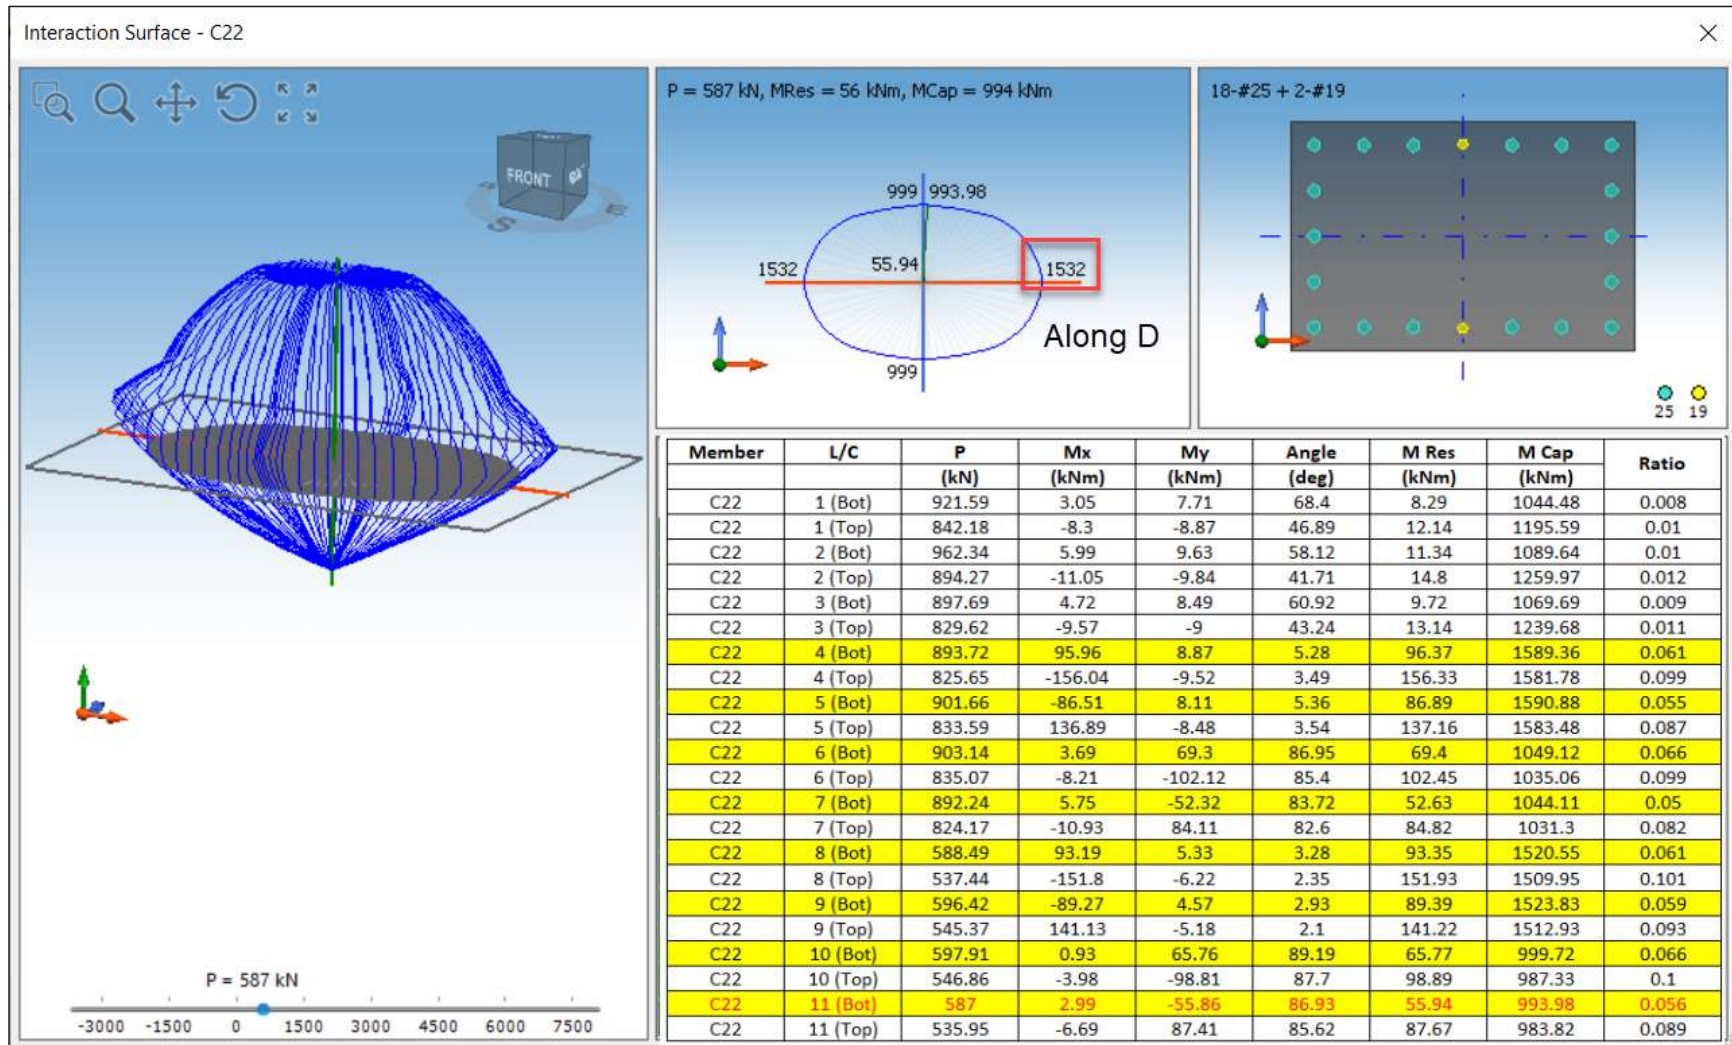 Interaction Surface - C22
FRONT
S
E
P = 587 kN
-3000 -1500 0 1500 3000 4500 6000 7500
P = 587 kN, MRes = 56 kNm, MCap = 994 kNm
999 993.98
1532 55.94 1532
Along D
999
18-#25 + 2-#19
25 19
Member L/C P Mx My Angle M Res M Cap Ratio
(kN) (kNm) (kNm) (deg) (kNm) (kNm)
C22 1 (Bot) 921.59 3.05 7.71 68.4 8.29 1044.48 0.008
C22 1 (Top) 842.18 -8.3 -8.87 46.89 12.14 1195.59 0.01
C22 2 (Bot) 962.34 5.99 9.63 58.12 11.34 1089.64 0.01
C22 2 (Top) 894.27 -11.05 -9.84 41.71 14.8 1259.97 0.012
C22 3 (Bot) 897.69 4.72 8.49 60.92 9.72 1069.69 0.009
C22 3 (Top) 829.62 -9.57 -9 43.24 13.14 1239.68 0.011
C22 4 (Bot) 893.72 95.96 8.87 5.28 96.37 1589.36 0.061
C22 4 (Top) 825.65 -156.04 -9.52 3.49 156.33 1581.78 0.099
C22 5 (Bot) 901.66 -86.51 8.11 5.36 86.89 1590.88 0.055
C22 5 (Top) 833.59 136.89 -8.48 3.54 137.16 1583.48 0.087
C22 6 (Bot) 903.14 3.69 69.3 86.95 69.4 1049.12 0.066
C22 6 (Top) 835.07 -8.21 -102.12 85.4 102.45 1035.06 0.099
C22 7 (Bot) 892.24 5.75 -52.32 83.72 52.63 1044.11 0.05
C22 7 (Top) 824.17 -10.93 84.11 82.6 84.82 1031.3 0.082
C22 8 (Bot) 588.49 93.19 5.33 3.28 93.35 1520.55 0.061
C22 8 (Top) 537.44 -151.8 -6.22 2.35 151.93 1509.95 0.101
C22 9 (Bot) 596.42 -89.27 4.57 2.93 89.39 1523.83 0.059
C22 9 (Top) 545.37 141.13 -5.18 2.1 141.22 1512.93 0.093
C22 10 (Bot) 597.91 0.93 65.76 89.19 65.77 999.72 0.066
C22 10 (Top) 546.86 -3.98 -98.81 87.7 98.89 987.33 0.1
C22 11 (Bot) 587 2.99 -55.86 86.93 55.94 993.98 0.056
C22 11 (Top) 535.95 -6.69 87.41 85.62 87.67 983.82 0.089